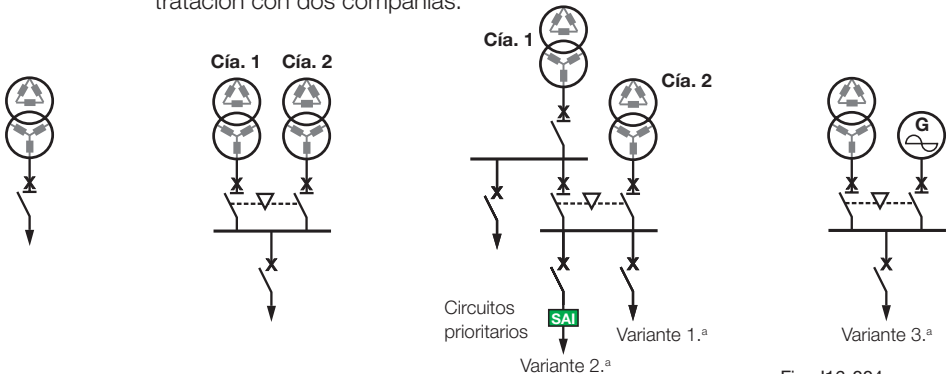 tratación con dos compañías.
Cía. 1 Cía. 2
Cía. 1
Cía. 2
G
Circuitos
prioritarios
SAI
Variante 1.ª
Variante 2.ª
Variante 3.ª